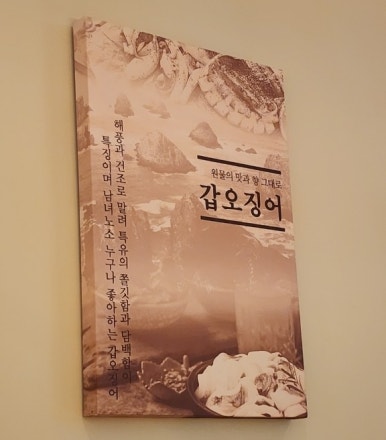 원물의 맛과 향 그대로
갑오징어
해풍과 건조로 말려 특유의 쫄깃함과 담백함이
특징이며 남녀노소 누구나 좋아하는 갑오징어